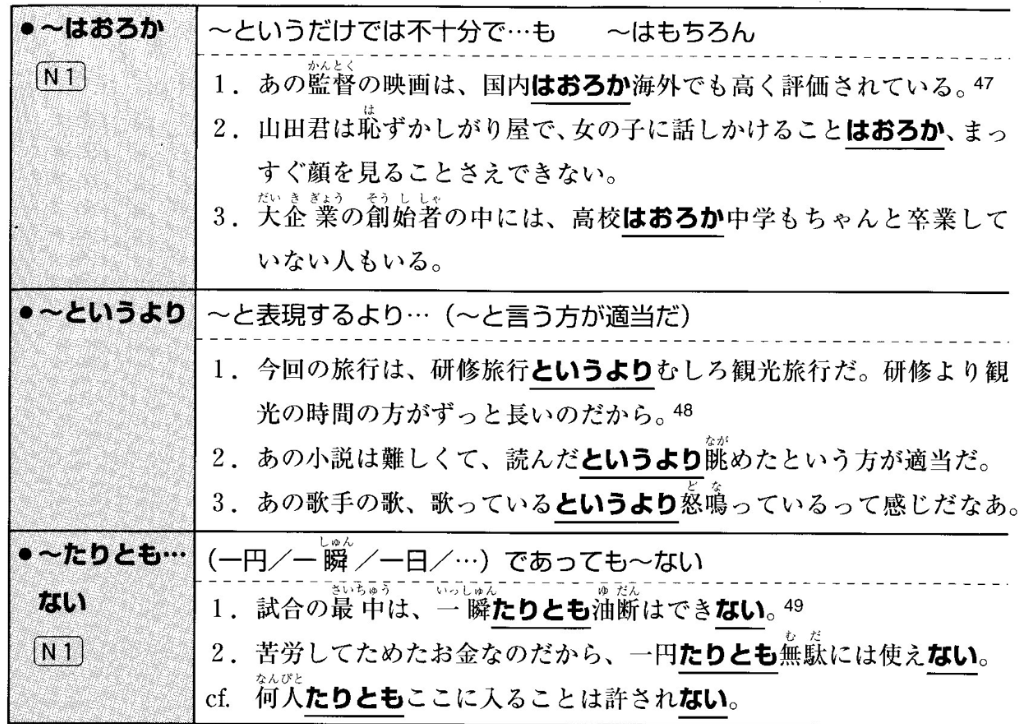 ●～はおろか
N1
～というだけでは不十分で…も　～はもちろん
1．あの監督の映画は、国内はおろか海外でも高く評価されている。47
2．山田君は恥ずかしがり屋で、女の子に話しかけることはおろか、まっ
すぐ顔を見ることさえできない。
3．大企業の創始者の中には、高校はおろか中学もちゃんと卒業して
いない人もいる。
●～というより
～と表現するより…（～と言う方が適当だ）
1．今回の旅行は、研修旅行というよりむしろ観光旅行だ。研修より観
光の時間の方がずっと長いのだから。48
2．あの小説は難しくて、読んだというより眺めたという方が適当だ。
3．あの歌手の歌、歌っているというより怒鳴っているって感じだなあ。
●～たりとも…
ない
N1
（一円／一瞬／一日／…）であっても～ない
1．試合の最中は、一瞬たりとも油断はできない。49
2．苦労してためたお金なのだから、一円たりとも無駄には使えない。
cf. 何人たりともここに入ることは許されない。